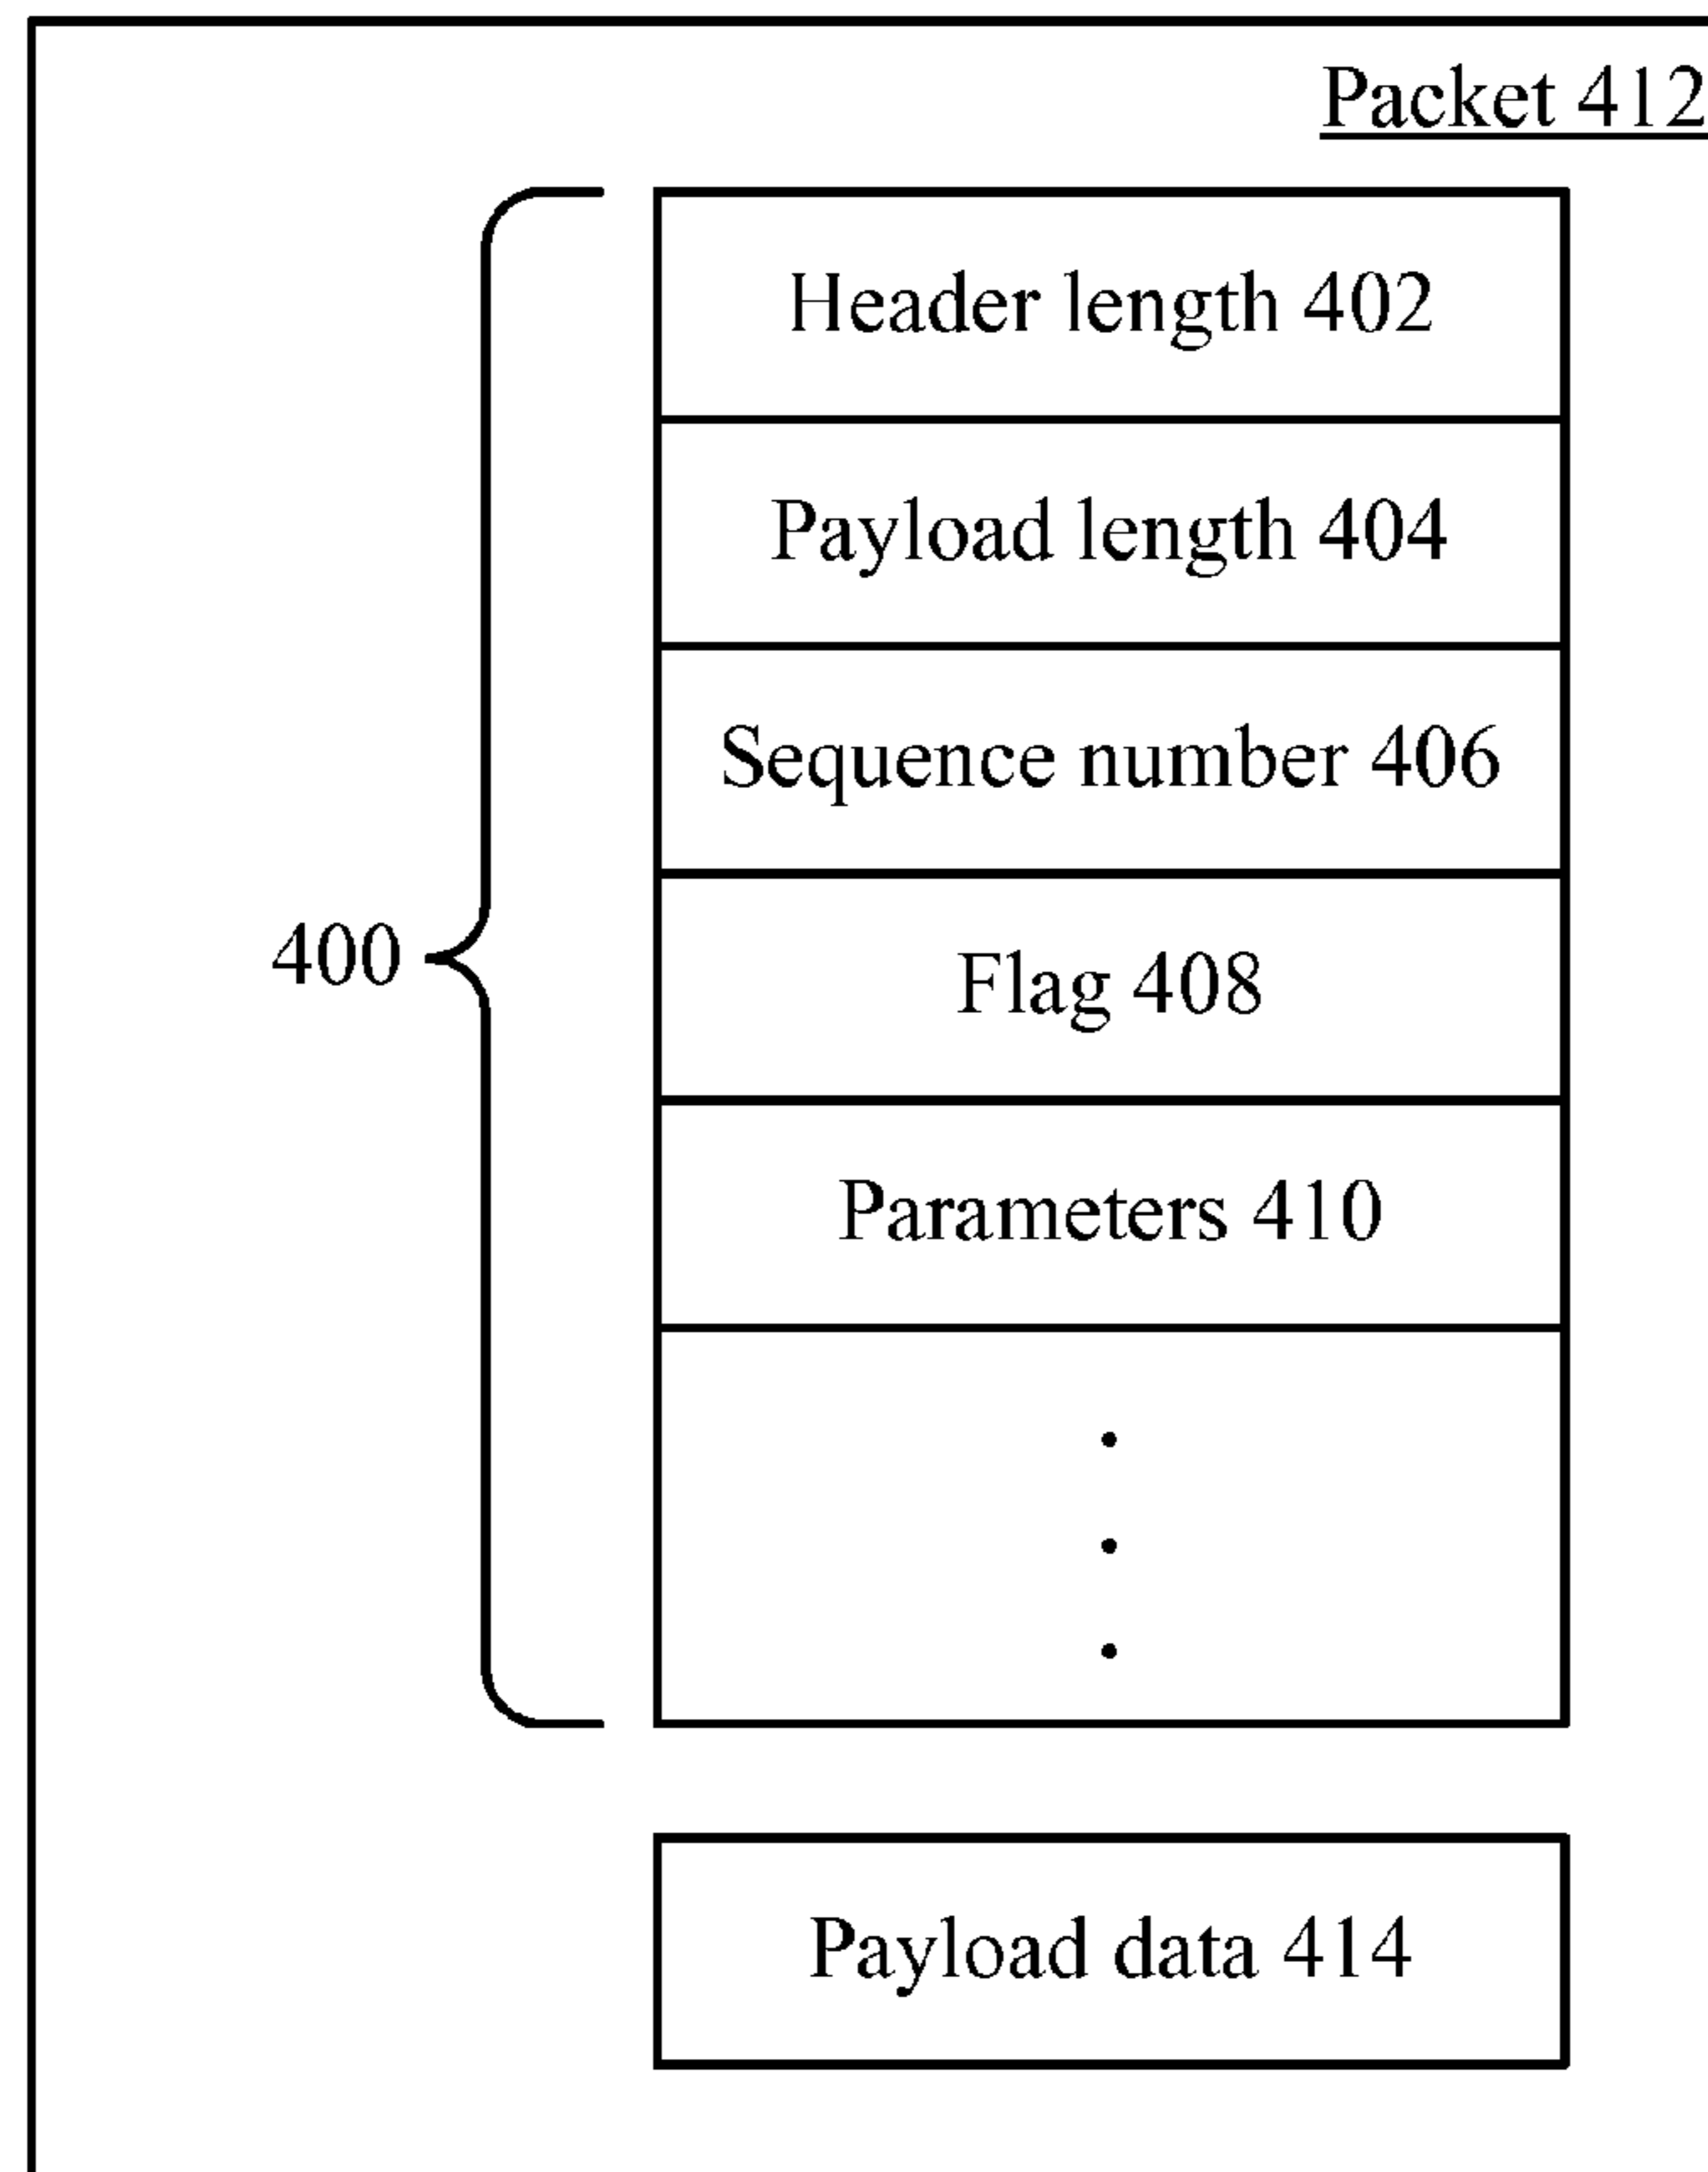 Packet 412
Header length 402
Payload length 404
Sequence number 406
400
Flag 408
Parameters 410
Payload data 414